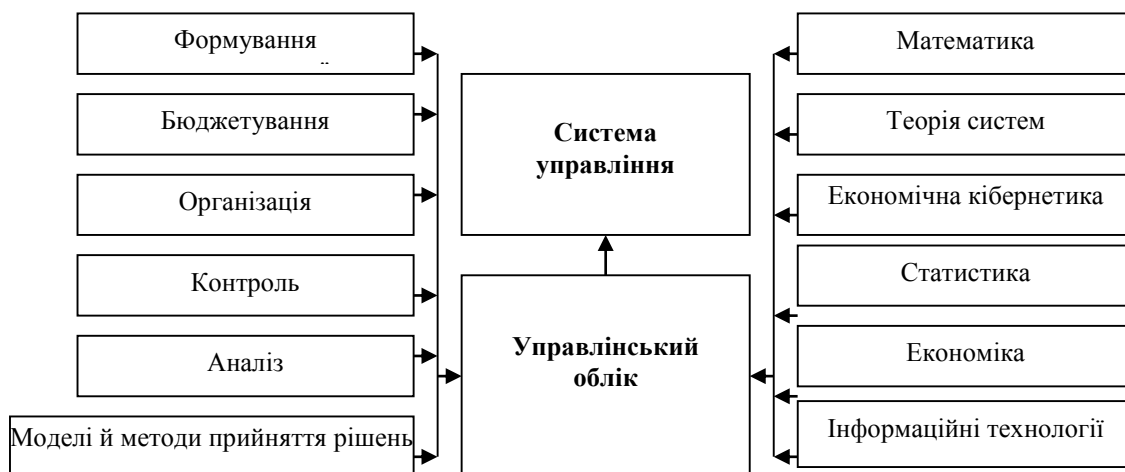 Формування
Бюджетування
Організація
Контроль
Аналіз
Моделі й методи прийняття рішень
Система
управління
Управлінський
облік
Математика
Теорія систем
Економічна кібернетика
Статистика
Економіка
Інформаційні технології